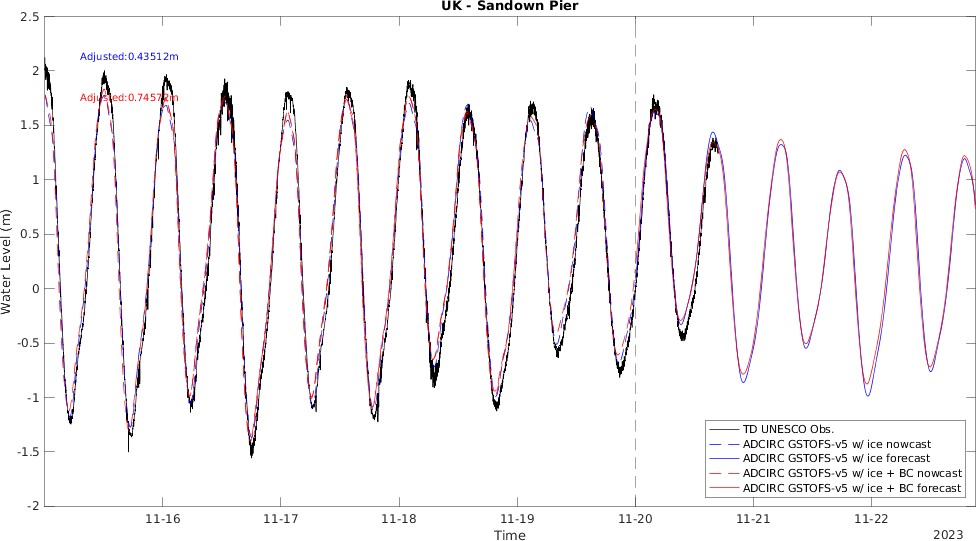 UK - Sandown Pier
2.5
2
1.5
1
0.5
0
-0.5
-1
-1.5
-2
Water Level (m)
Adjusted:0.43512m
Adjusted:0.74572m
TD UNESCO Obs.
ADCIRC GSTOFS-v5 w/ ice nowcast
ADCIRC GSTOFS-v5 w/ ice forecast
ADCIRC GSTOFS-v5 w/ ice + BC nowcast
ADCIRC GSTOFS-v5 w/ ice + BC forecast
11-16 11-17 11-18 11-19 11-20 11-21 11-22
Time
2023